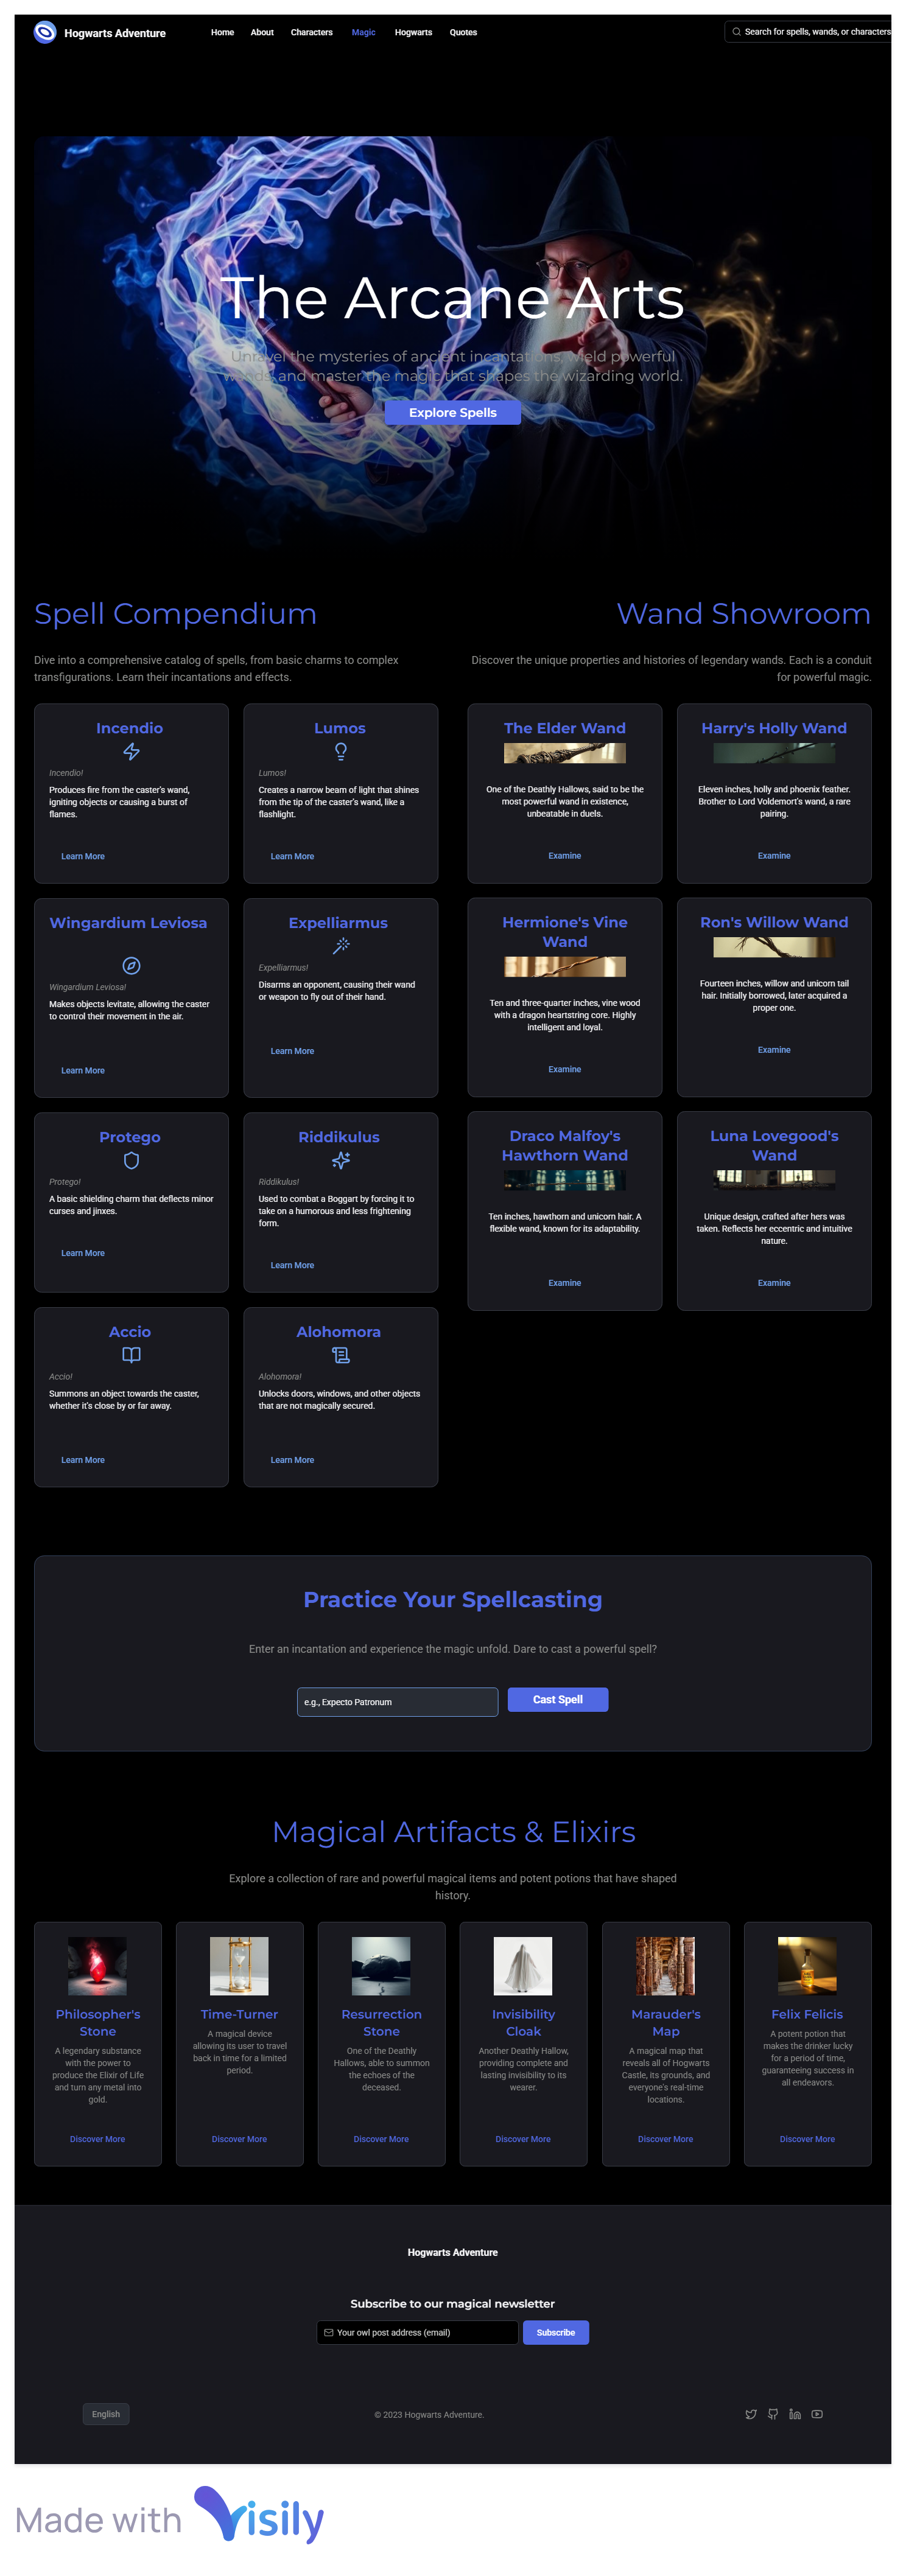 Hogwarts Adventure
Home
About
Characters
Magic
Hogwarts
Quotes
Search for spells, wands, or characters
The Arcane Arts
Unravel the mysteries of ancient incantations, wield powerful
wands, and master the magic that shapes the wizarding world.
Explore Spells
Spell Compendium
Dive into a comprehensive catalog of spells, from basic charms to complex
transfigurations. Learn their incantations and effects.
Incendio
Incendio!
Produces fire from the caster's wand,
igniting objects or causing a burst of
flames.
Learn More
Lumos
Lumos!
Creates a narrow beam of light that shines
from the tip of the caster's wand, like a
flashlight.
Learn More
Wingardium Leviosa
Wingardium Leviosa!
Makes objects levitate, allowing the caster
to control their movement in the air.
Learn More
Expelliarmus
Expelliarmus!
Disarms an opponent, causing their wand
or weapon to fly out of their hand.
Learn More
Protego
Protego!
A basic shielding charm that deflects minor
curses and jinxes.
Learn More
Riddikulus
Riddikulus!
Used to combat a Boggart by forcing it to
take on a humorous and less frightening
form.
Learn More
Accio
Accio!
Summons an object towards the caster,
whether it's close by or far away.
Learn More
Alohomora
Alohomora!
Unlocks doors, windows, and other objects
that are not magically secured.
Learn More
Wand Showroom
Discover the unique properties and histories of legendary wands. Each is a conduit
for powerful magic.
The Elder Wand
One of the Deathly Hallows, said to be the
most powerful wand in existence,
unbeatable in duels.
Examine
Harry's Holly Wand
Eleven inches, holly and phoenix feather.
Brother to Lord Voldemort's wand, a rare
pairing.
Examine
Hermione's Vine
Wand
Ten and three-quarter inches, vine wood
with a dragon heartstring core. Highly
intelligent and loyal.
Examine
Ron's Willow Wand
Fourteen inches, willow and unicorn tail
hair. Initially borrowed, later acquired a
proper one.
Examine
Draco Malfoy's
Hawthorn Wand
Ten inches, hawthorn and unicorn hair. A
flexible wand, known for its adaptability.
Examine
Luna Lovegood's
Wand
Unique design, crafted after hers was
taken. Reflects her eccentric and intuitive
nature.
Examine
Practice Your Spellcasting
Enter an incantation and experience the magic unfold. Dare to cast a powerful spell?
e.g., Expecto Patronum
Cast Spell
Magical Artifacts & Elixirs
Explore a collection of rare and powerful magical items and potent potions that have shaped
history.
Philosopher's
Stone
A legendary substance
with the power to
produce the Elixir of Life
and turn any metal into
gold.
Discover More
Time-Turner
A magical device
allowing its user to travel
back in time for a limited
period.
Discover More
Resurrection
Stone
One of the Deathly
Hallows, able to summon
the echoes of the
deceased.
Discover More
Invisibility
Cloak
Another Deathly Hallow,
providing complete and
lasting invisibility to its
wearer.
Discover More
Marauder's
Map
A magical map that
reveals all of Hogwarts
Castle, its grounds, and
everyone's real-time
locations.
Discover More
Felix Felicis
A potent potion that
makes the drinker lucky
for a period of time,
guaranteeing success in
all endeavors.
Discover More
Hogwarts Adventure
Subscribe to our magical newsletter
Your owl post address (email)
Subscribe
English
© 2023 Hogwarts Adventure.
Made with Visily